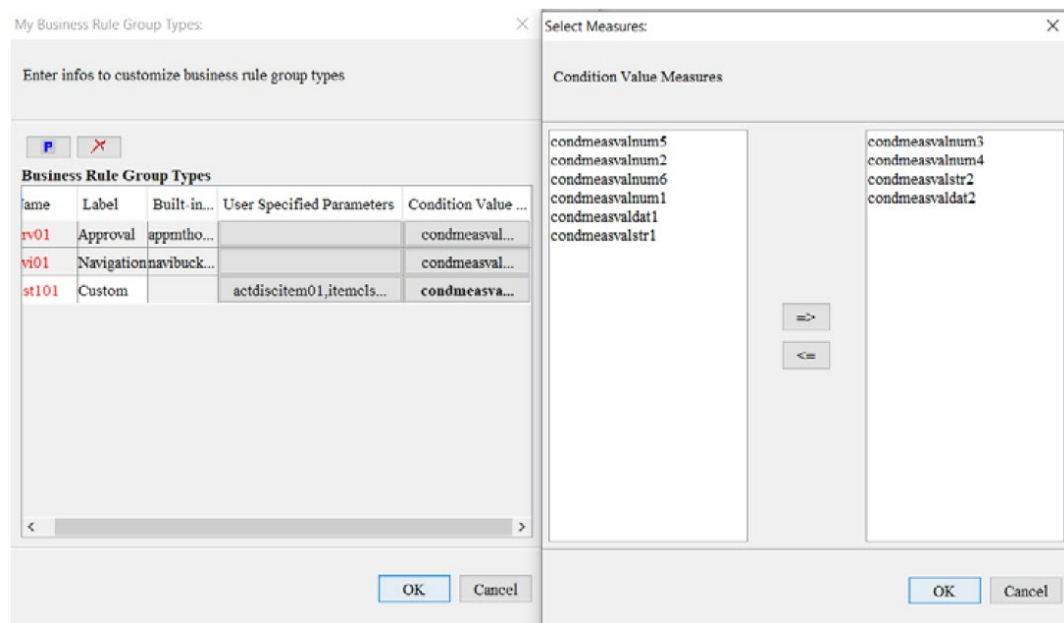 My Business Rule Group Types:
Enter infos to customize business rule group types
P
Business Rule Group Types
ame Label Built-in... User Specified Parameters Condition Value ...
rv01 Approval appmtho... condmeasval...
vi01 Navigation navibuck... condmeasval...
st101 Custom actdiscitem01,itemcls... condmeasva...
< >
OK Cancel
Select Measures:
Condition Value Measures
condmeasvalnum5
condmeasvalnum2
condmeasvalnum6
condmeasvalnum1
condmeasvaldat1
condmeasvalstr1
=>
<=
condmeasvalnum3
condmeasvalnum4
condmeasvalstr2
condmeasvaldat2
OK Cancel